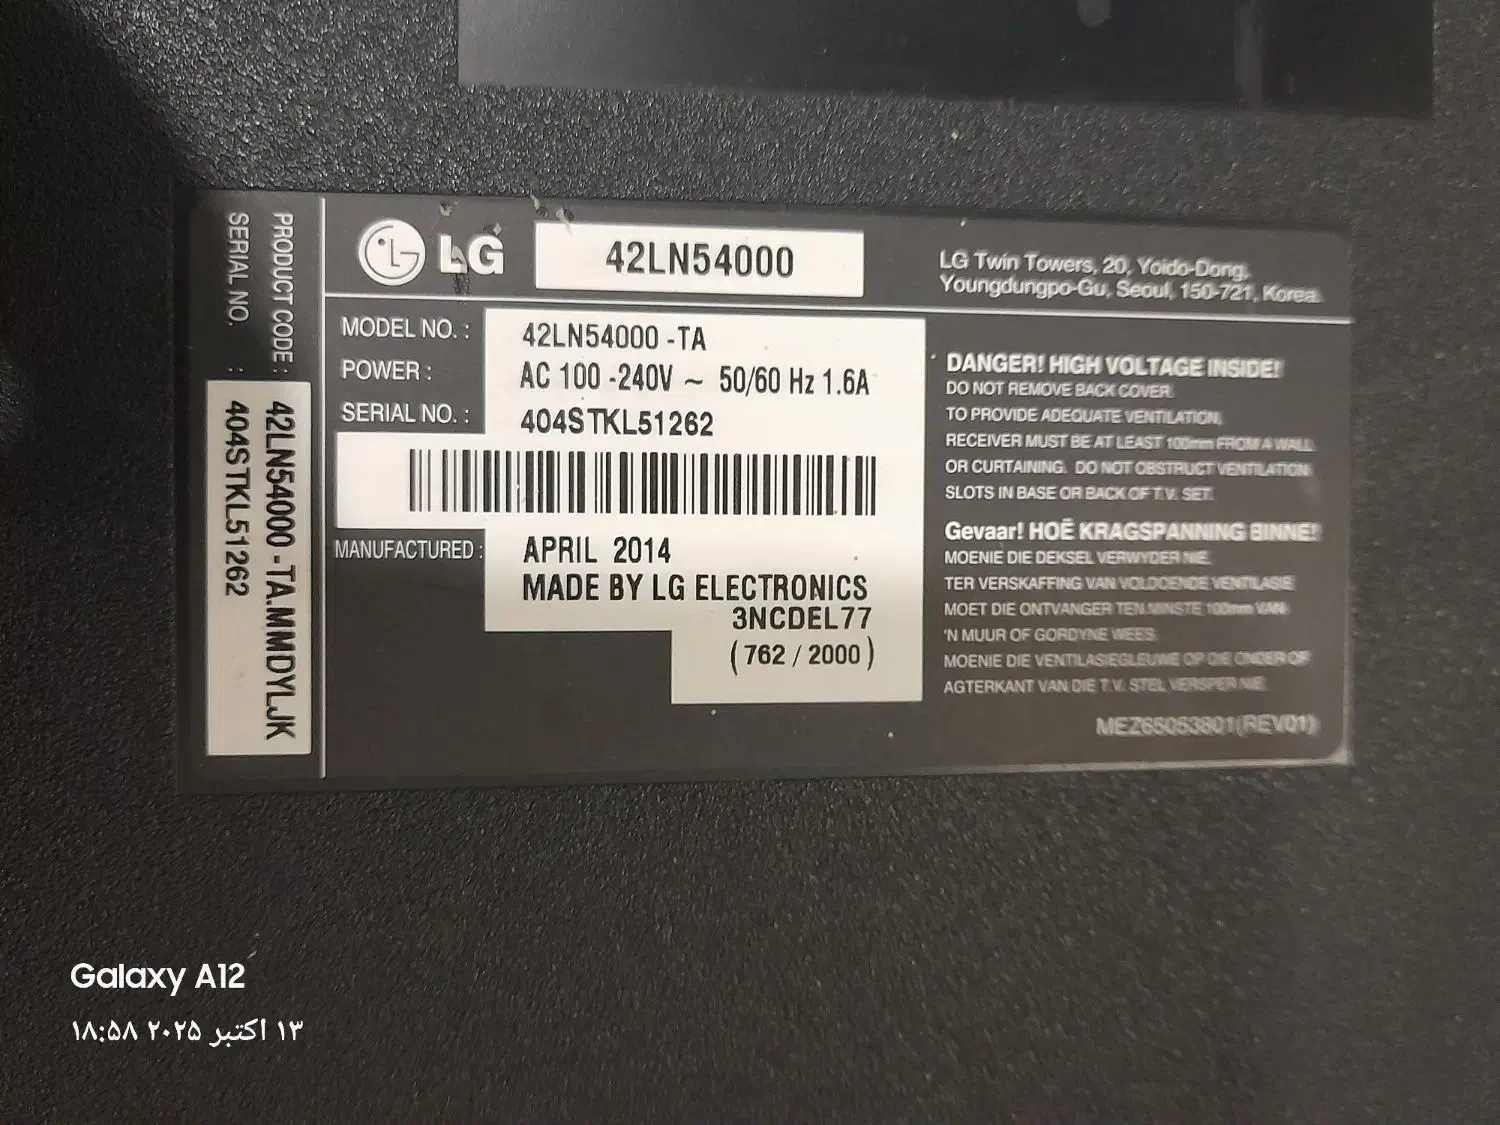 LG
42LN54000
LG Twin Towers, 20, Yoido-Dong,
Youngdungpo-Gu, Seoul, 150-721, Korea
MODEL NO. : 42LN54000 -TA
POWER : AC 100 -240V ~ 50/60 Hz 1.6A
SERIAL NO. : 404STKL51262
MANUFACTURED : APRIL 2014
MADE BY LG ELECTRONICS
3NCDEL77
(762 / 2000)
DANGER! HIGH VOLTAGE INSIDE!
DO NOT REMOVE BACK COVER.
TO PROVIDE ADEQUATE VENTILATION,
RECEIVER MUST BE AT LEAST 100mm FROM A WALL
OR CURTAINING. DO NOT OBSTRUCT VENTILATION
SLOTS IN BASE OR BACK OF T.V. SET.
Gevaar! HOË KRAGSPANNING BINNE!
MOENIE DIE DEKSEL VERWYDER NIE.
TER VERSKAFFING VAN VOLDOENDE VENTILASIE
MOET DIE ONTVANGER TEN MINSTE 100mm VAN
'N MUUR OF GORDYNE WEES.
MOENIE DIE VENTILASIEGLEUWE OP DIE ONDER OF
AGTERKANT VAN DIE T.V. STEL VERSPER NIE.
MEZ65053801(REV01)
PRODUCT CODE : 42LN54000 -TA.MMDYLJK
SERIAL NO. : 404STKL51262
Galaxy A12
۱۳ اکتبر ۲۰۲۵ ۱۸:۵۸